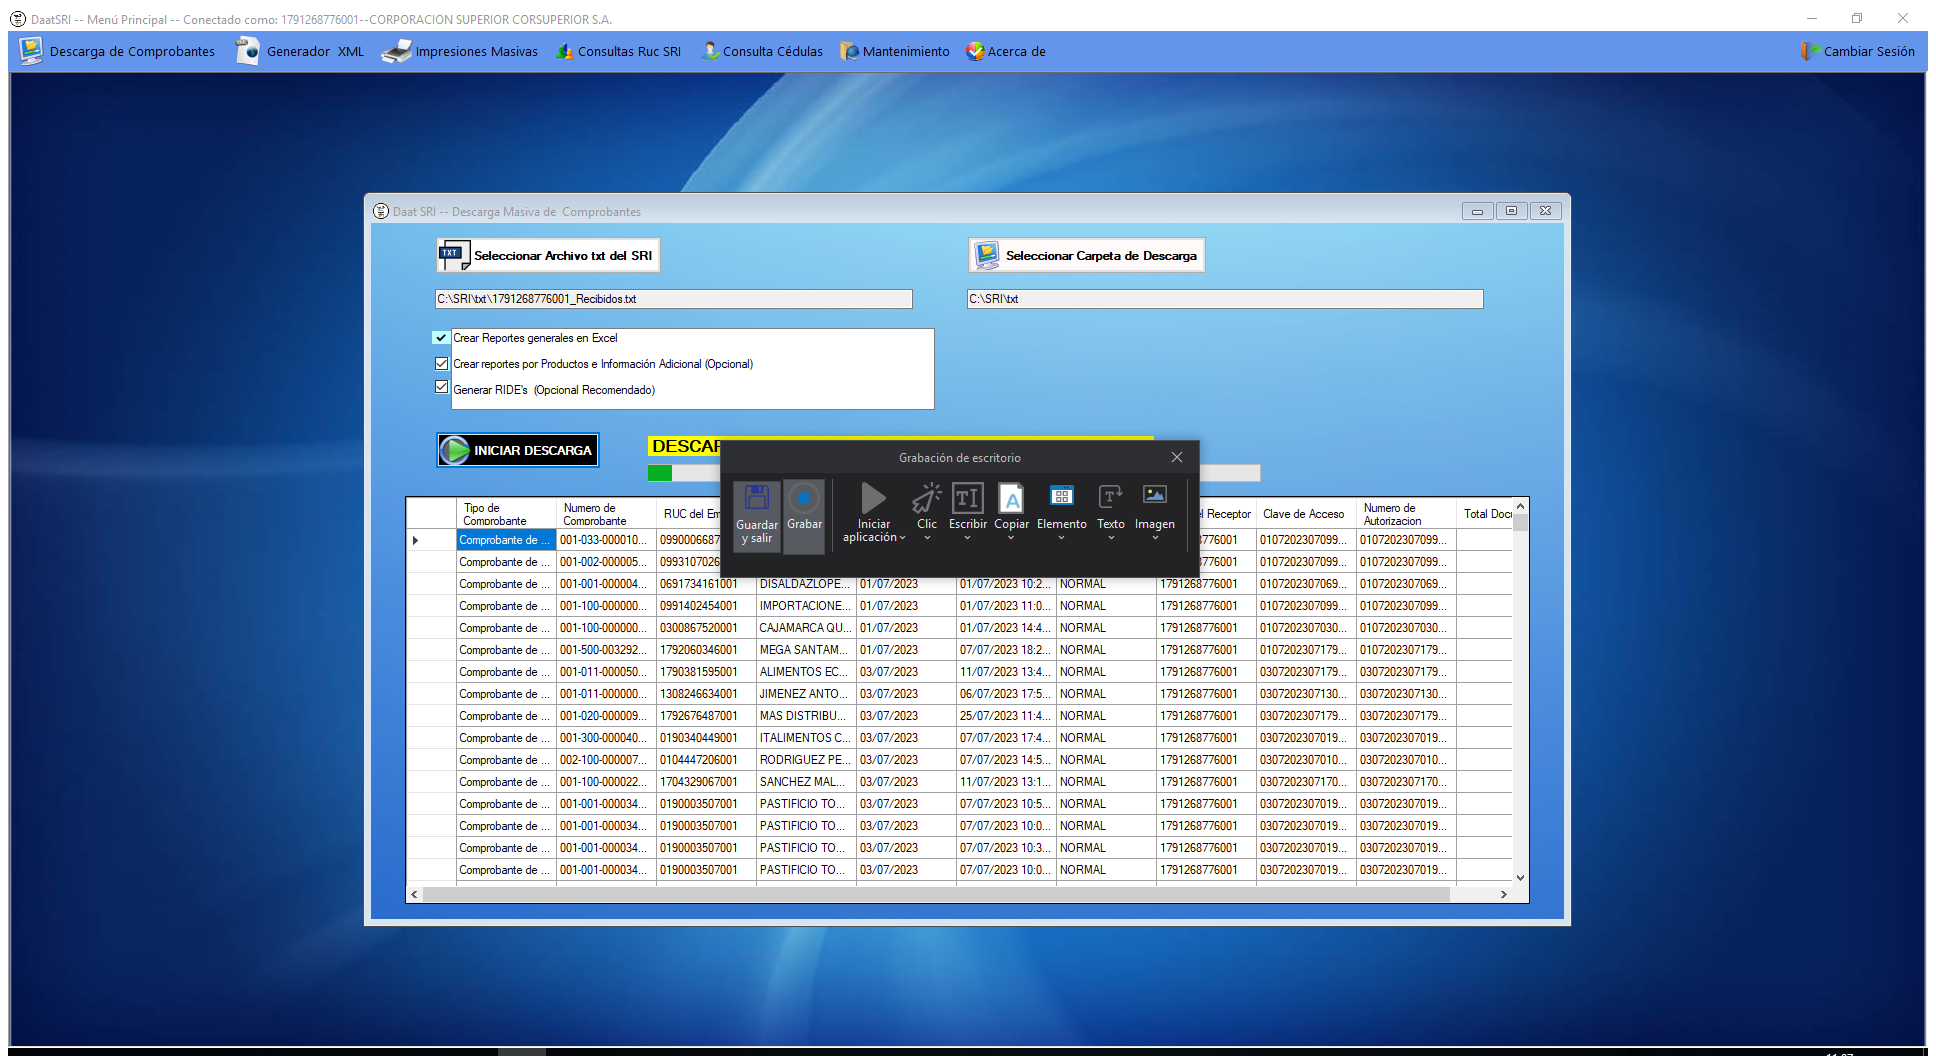 DaatSRI -- Menú Principal -- Conectado como: 1791268776001--CORPORACION SUPERIOR CORSUPERIOR S.A.
Descarga de Comprobantes Generador XML Impresiones Masivas Consultas Ruc SRI Consulta Cédulas Mantenimiento Acerca de Cambiar Sesión
Daat SRI -- Descarga Masiva de Comprobantes
TXT Seleccionar Archivo txt del SRI Seleccionar Carpeta de Descarga
C:\SRI\txt\1791268776001_Recibidos.txt C:\SRI\txt
Crear Reportes generales en Excel
Crear reportes por Productos e Información Adicional (Opcional)
Generar RIDE's (Opcional Recomendado)
INICIAR DESCARGA DESCAR
Grabación de escritorio
Guardar y salir Grabar Iniciar aplicación Clic Escribir Copiar Elemento Texto Imagen
Tipo de Comprobante Numero de Comprobante RUC del Em Receptor Clave de Acceso Numero de Autorizacion Total Docu
Comprobante de ... 001-033-000010... 0990006687 776001 0107202307099... 0107202307099...
Comprobante de ... 001-002-000005... 0993107026 776001 0107202307099... 0107202307099...
Comprobante de ... 001-001-000004... 0691734161001 DISALDAZLOPE... 01/07/2023 01/07/2023 10:2... NORMAL 1791268776001 0107202307069... 0107202307069...
Comprobante de ... 001-100-000000... 0991402454001 IMPORTACIONE... 01/07/2023 01/07/2023 11:0... NORMAL 1791268776001 0107202307099... 0107202307099...
Comprobante de ... 001-100-000000... 0300867520001 CAJAMARCA QU... 01/07/2023 01/07/2023 14:4... NORMAL 1791268776001 0107202307030... 0107202307030...
Comprobante de ... 001-500-003292... 1792060346001 MEGA SANTAM... 01/07/2023 07/07/2023 18:2... NORMAL 1791268776001 0107202307179... 0107202307179...
Comprobante de ... 001-011-000050... 1790381595001 ALIMENTOS EC... 03/07/2023 11/07/2023 13:4... NORMAL 1791268776001 0307202307179... 0307202307179...
Comprobante de ... 001-011-000000... 1308246634001 JIMENEZ ANTO... 03/07/2023 06/07/2023 17:5... NORMAL 1791268776001 0307202307130... 0307202307130...
Comprobante de ... 001-020-000009... 1792676487001 MAS DISTRIBU... 03/07/2023 25/07/2023 11:4... NORMAL 1791268776001 0307202307179... 0307202307179...
Comprobante de ... 001-300-000040... 0190340449001 ITALIMENTOS C... 03/07/2023 07/07/2023 17:4... NORMAL 1791268776001 0307202307019... 0307202307019...
Comprobante de ... 002-100-000007... 0104447206001 RODRIGUEZ PE... 03/07/2023 07/07/2023 14:5... NORMAL 1791268776001 0307202307010... 0307202307010...
Comprobante de ... 001-100-000022... 1704329067001 SANCHEZ MAL... 03/07/2023 11/07/2023 13:1... NORMAL 1791268776001 0307202307170... 0307202307170...
Comprobante de ... 001-001-000034... 0190003507001 PASTIFICIO TO... 03/07/2023 07/07/2023 10:5... NORMAL 1791268776001 0307202307019... 0307202307019...
Comprobante de ... 001-001-000034... 0190003507001 PASTIFICIO TO... 03/07/2023 07/07/2023 10:0... NORMAL 1791268776001 0307202307019... 0307202307019...
Comprobante de ... 001-001-000034... 0190003507001 PASTIFICIO TO... 03/07/2023 07/07/2023 10:3... NORMAL 1791268776001 0307202307019... 0307202307019...
Comprobante de ... 001-001-000034... 0190003507001 PASTIFICIO TO... 03/07/2023 07/07/2023 10:0... NORMAL 1791268776001 0307202307019... 0307202307019...